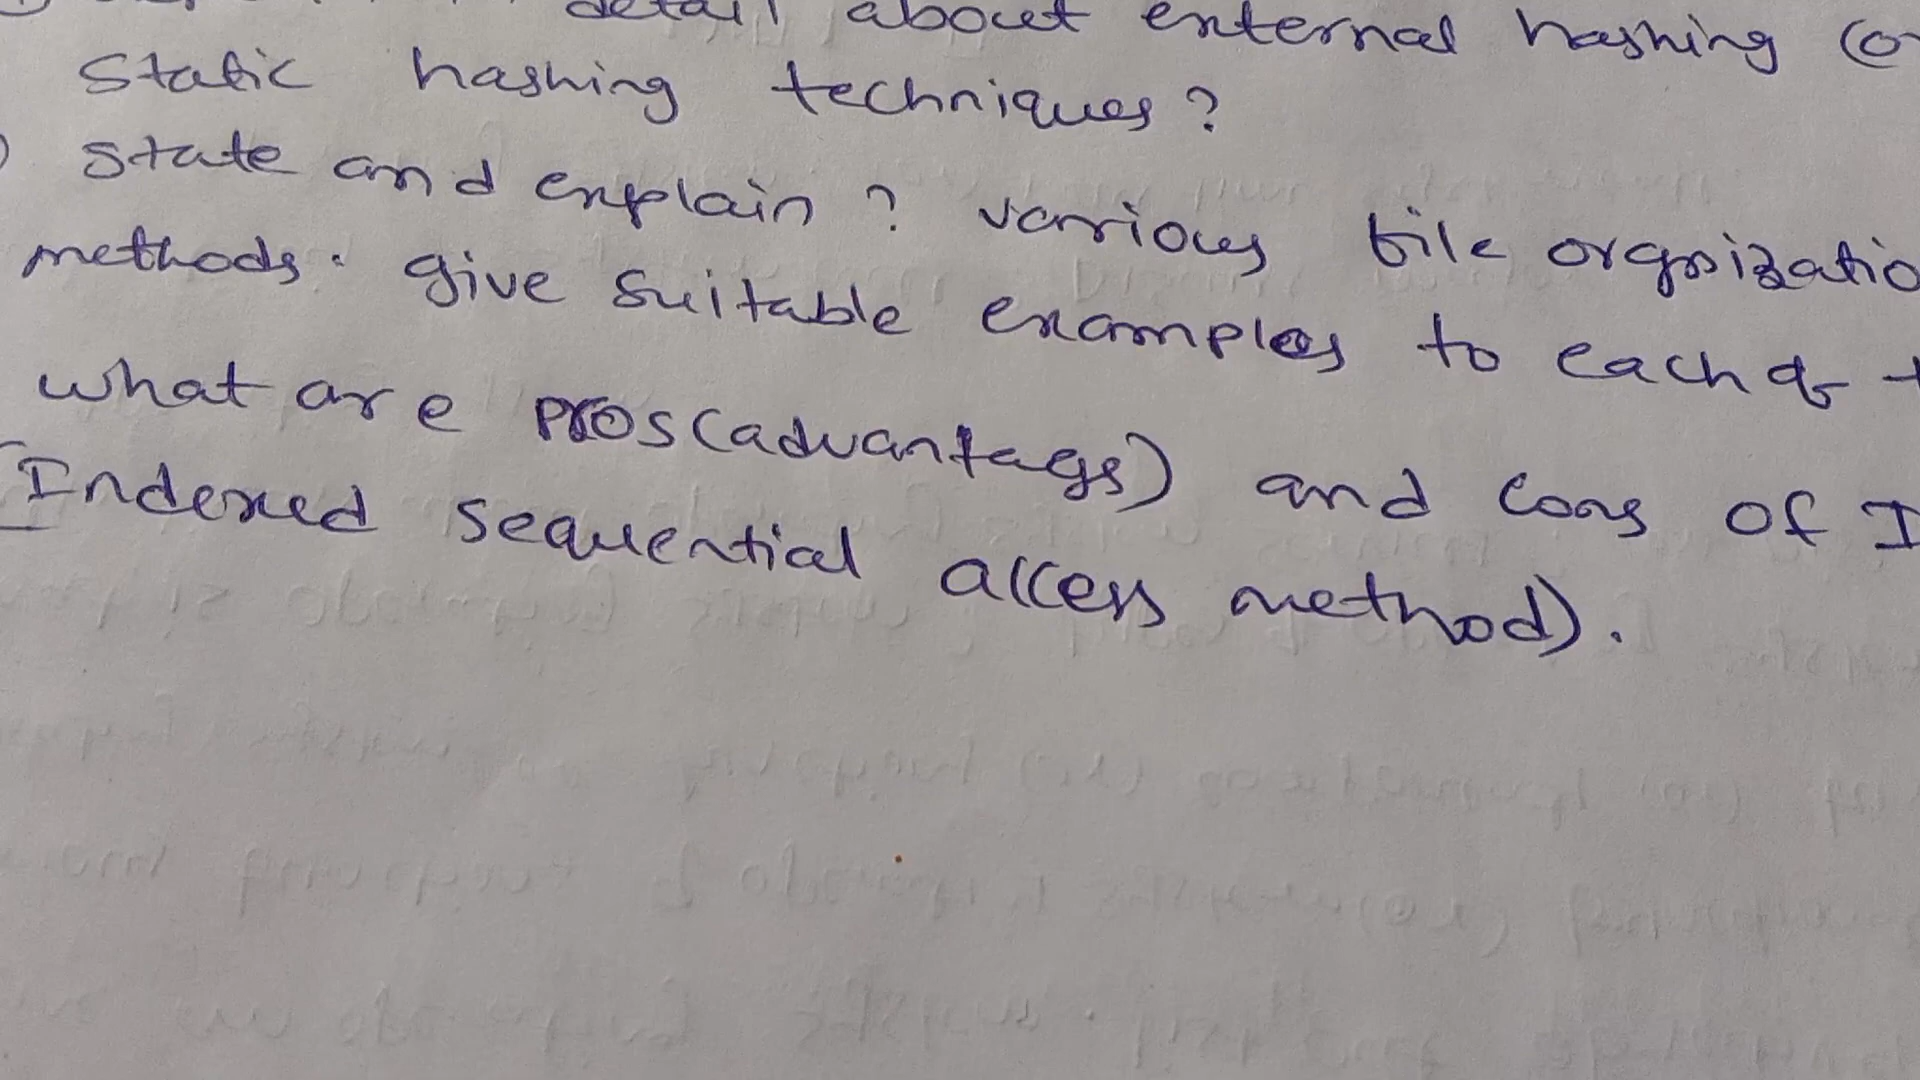 detail about external hashing (or
static hashing techniques?
state and explain? various file orgnizatio
methods. give suitable examples to each of t
what are pros(advantags) and cons of I
(Indexed sequential access method).